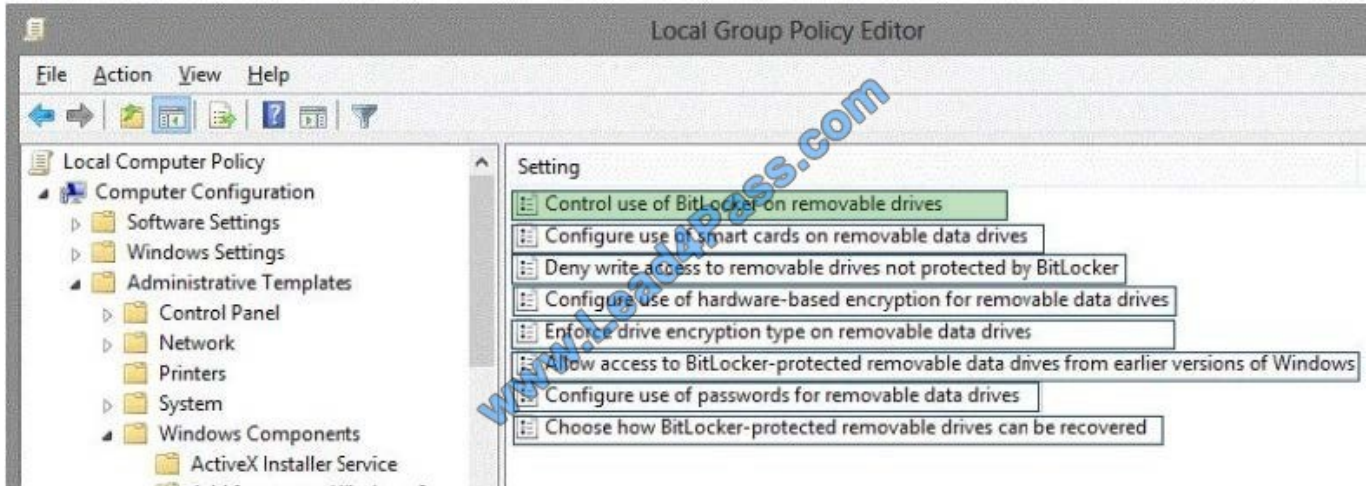 Local Group Policy Editor
File Action View Help
Local Computer Policy
Computer Configuration
Software Settings
Windows Settings
Administrative Templates
Control Panel
Network
Printers
System
Windows Components
ActiveX Installer Service
Setting
Control use of BitLocker on removable drives
Configure use of smart cards on removable data drives
Deny write access to removable drives not protected by BitLocker
Configure use of hardware-based encryption for removable data drives
Enforce drive encryption type on removable data drives
Allow access to BitLocker-protected removable data drives from earlier versions of Windows
Configure use of passwords for removable data drives
Choose how BitLocker-protected removable drives can be recovered
www.Lead4Pass.com